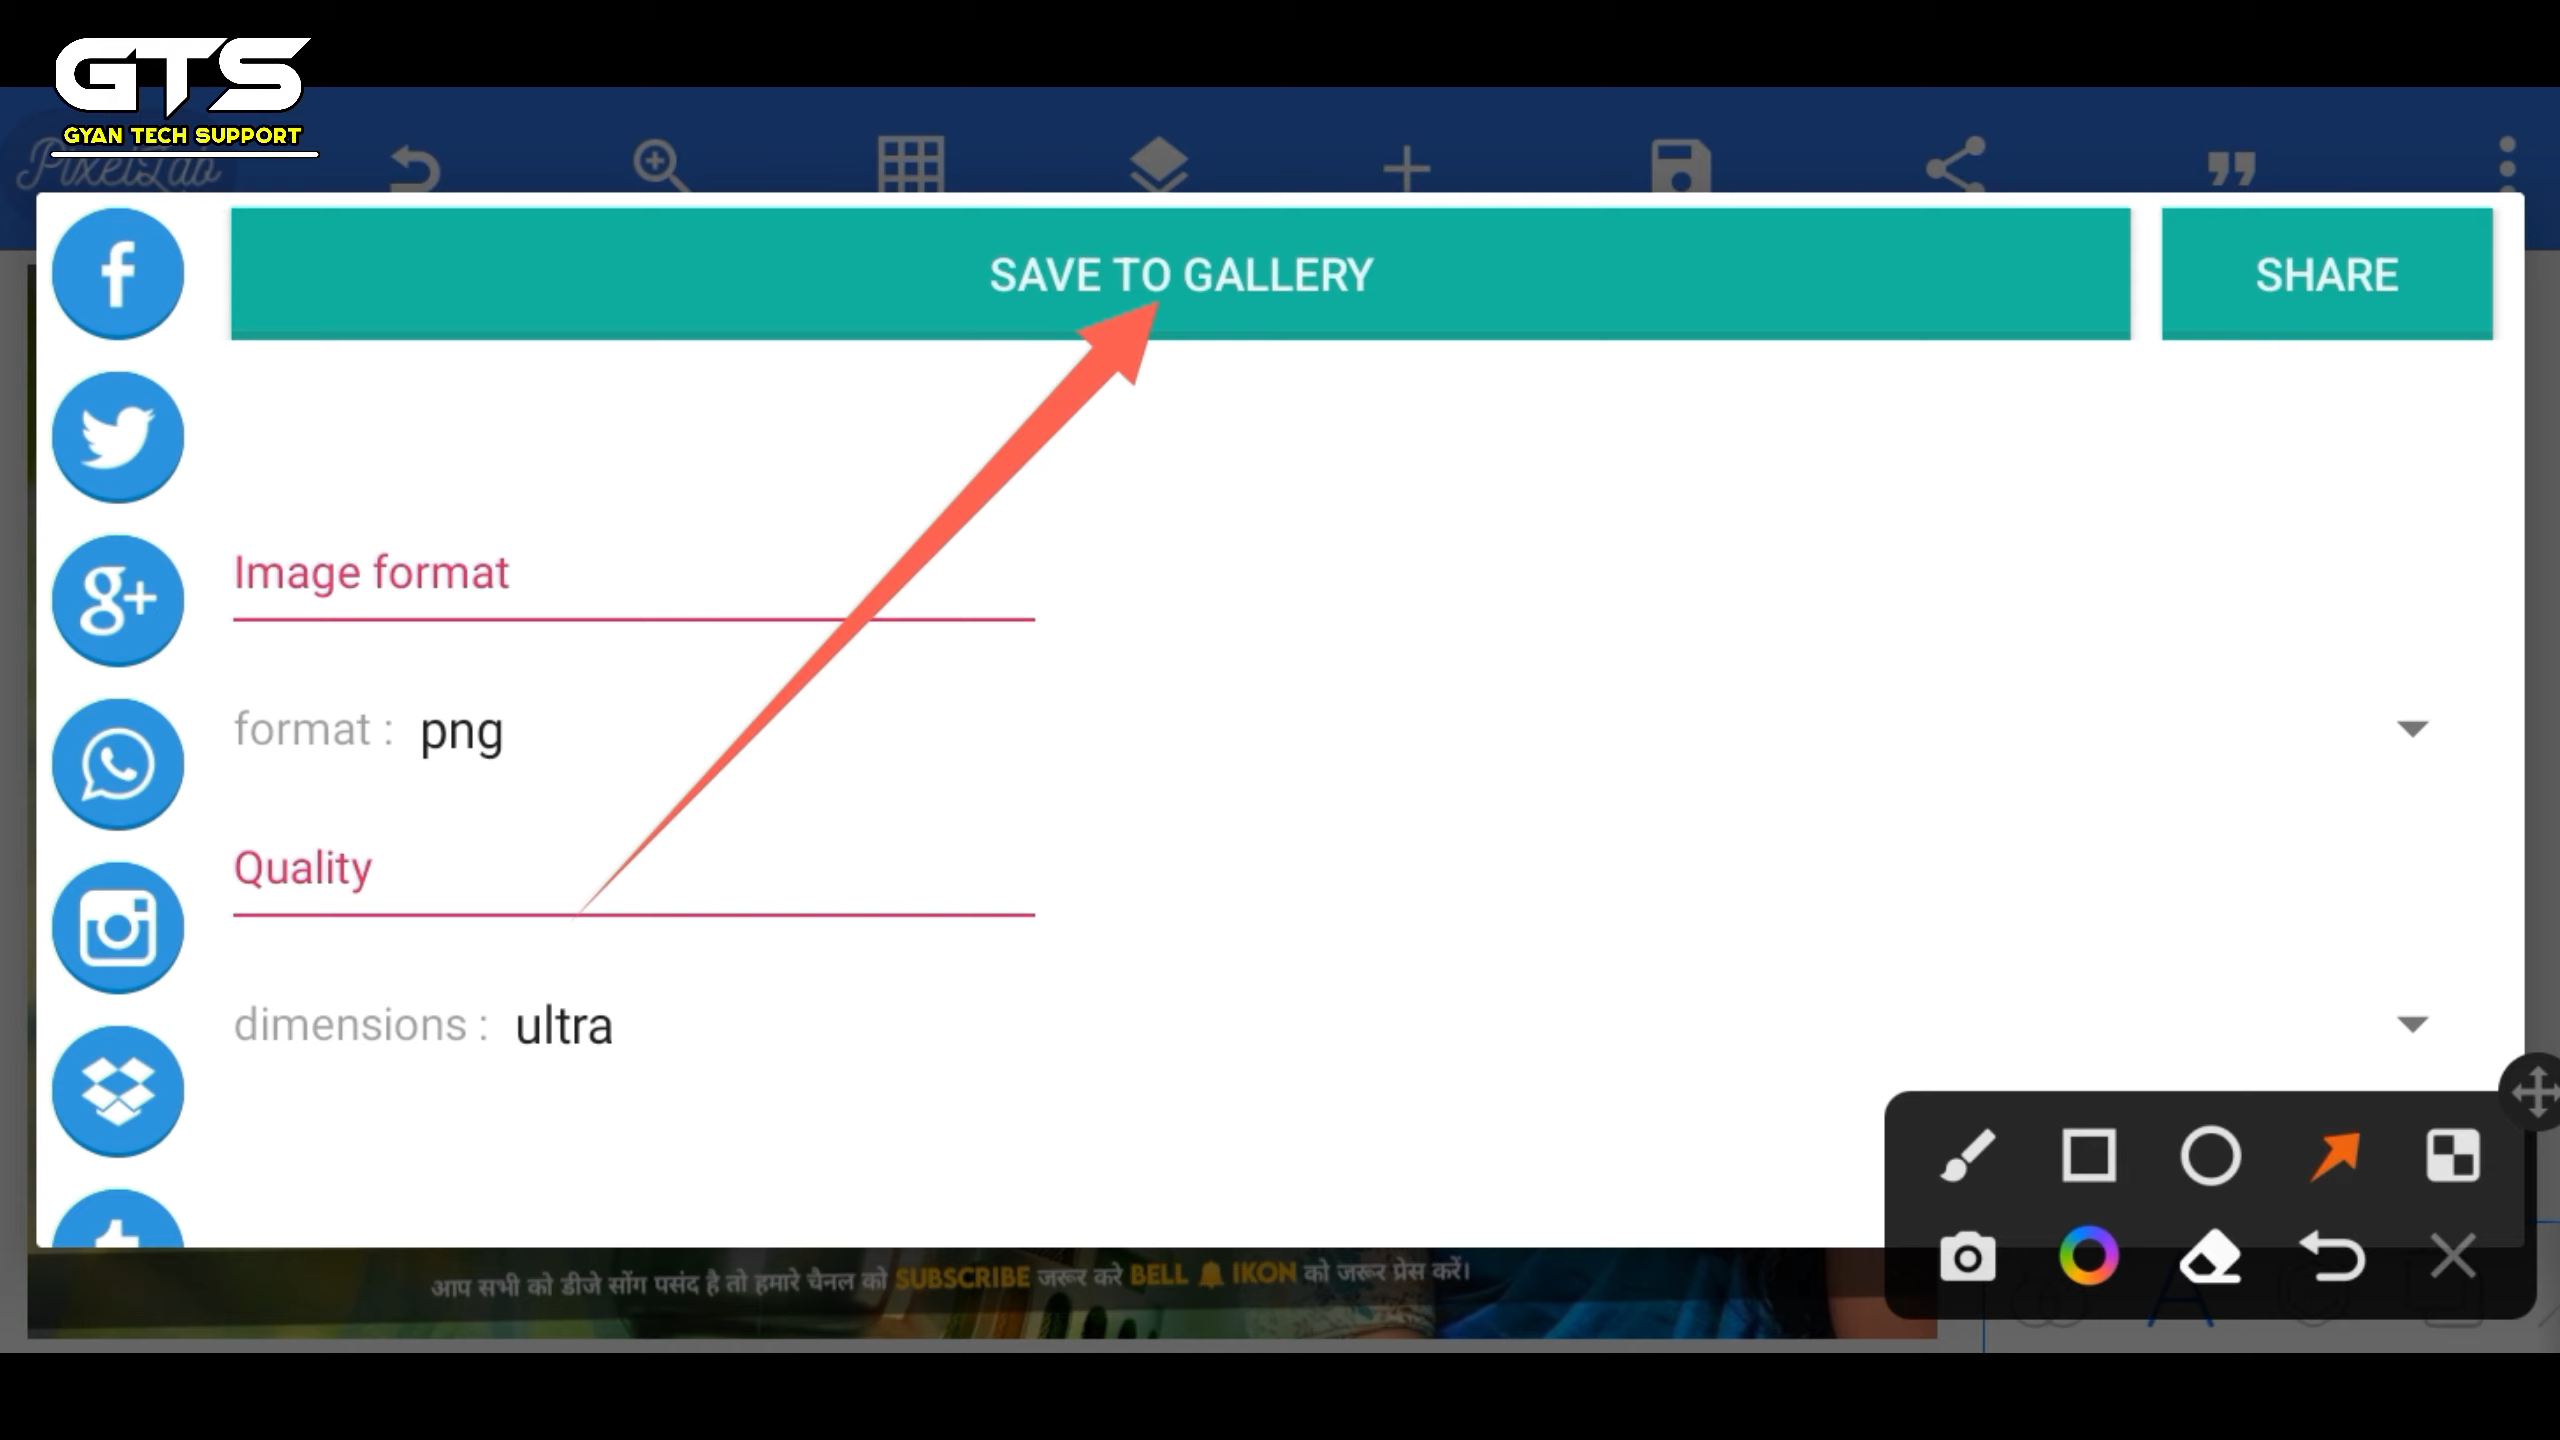 GTS
GYAN TECH SUPPORT
PixelLab
SAVE TO GALLERY
SHARE
Image format
format : png
Quality
dimensions : ultra
आप सभी को डीजे सोंग पसंद है तो हमारे चैनल को SUBSCRIBE जरूर करे BELL IKON को जरूर प्रेस करें।